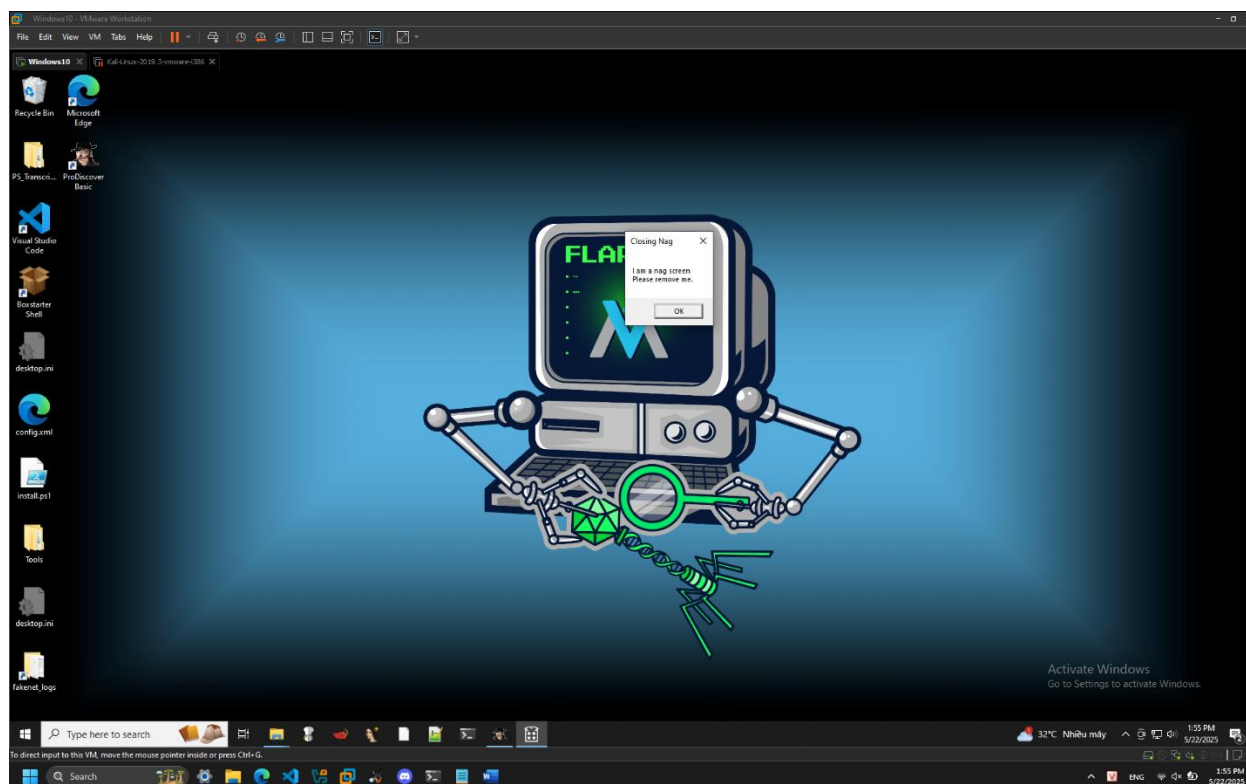 Windows10 - VMware Workstation
File Edit View VM Tabs Help
Windows10 Kali-Linux-2019.3-vmware-i386
Recycle Bin
Microsoft
Edge
PS_Transcri...
ProDiscover
Basic
Visual Studio
Code
Boxstarter
Shell
desktop.ini
config.xml
install.ps1
Tools
desktop.ini
fakenet_logs
FLAR
Closing Nag
I am a nag screen
Please remove me.
OK
Activate Windows
Go to Settings to activate Windows.
Type here to search
32°C Nhiều mây
1:55 PM
5/22/2025
2
To direct input to this VM, move the mouse pointer inside or press Ctrl+G.
Search
V
ENG
1:55 PM
5/22/2025